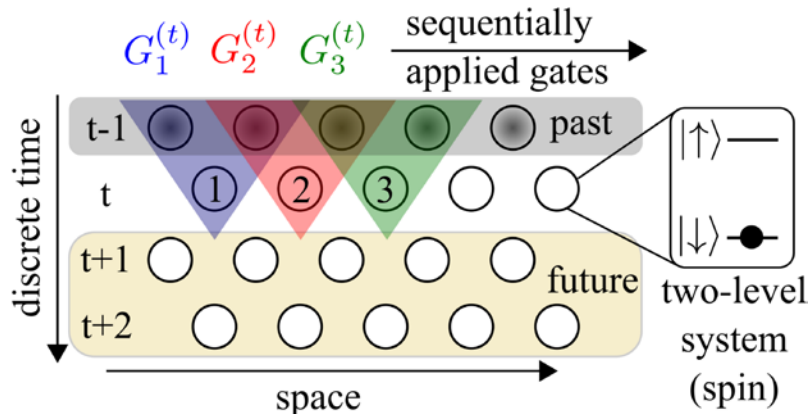 G_1^{(t)} G_2^{(t)} G_3^{(t)} sequentially
applied gates
t-1 past
t 1 2 3
t+1
future
t+2
discrete time
space
|↑⟩
|↓⟩
two-level
system
(spin)